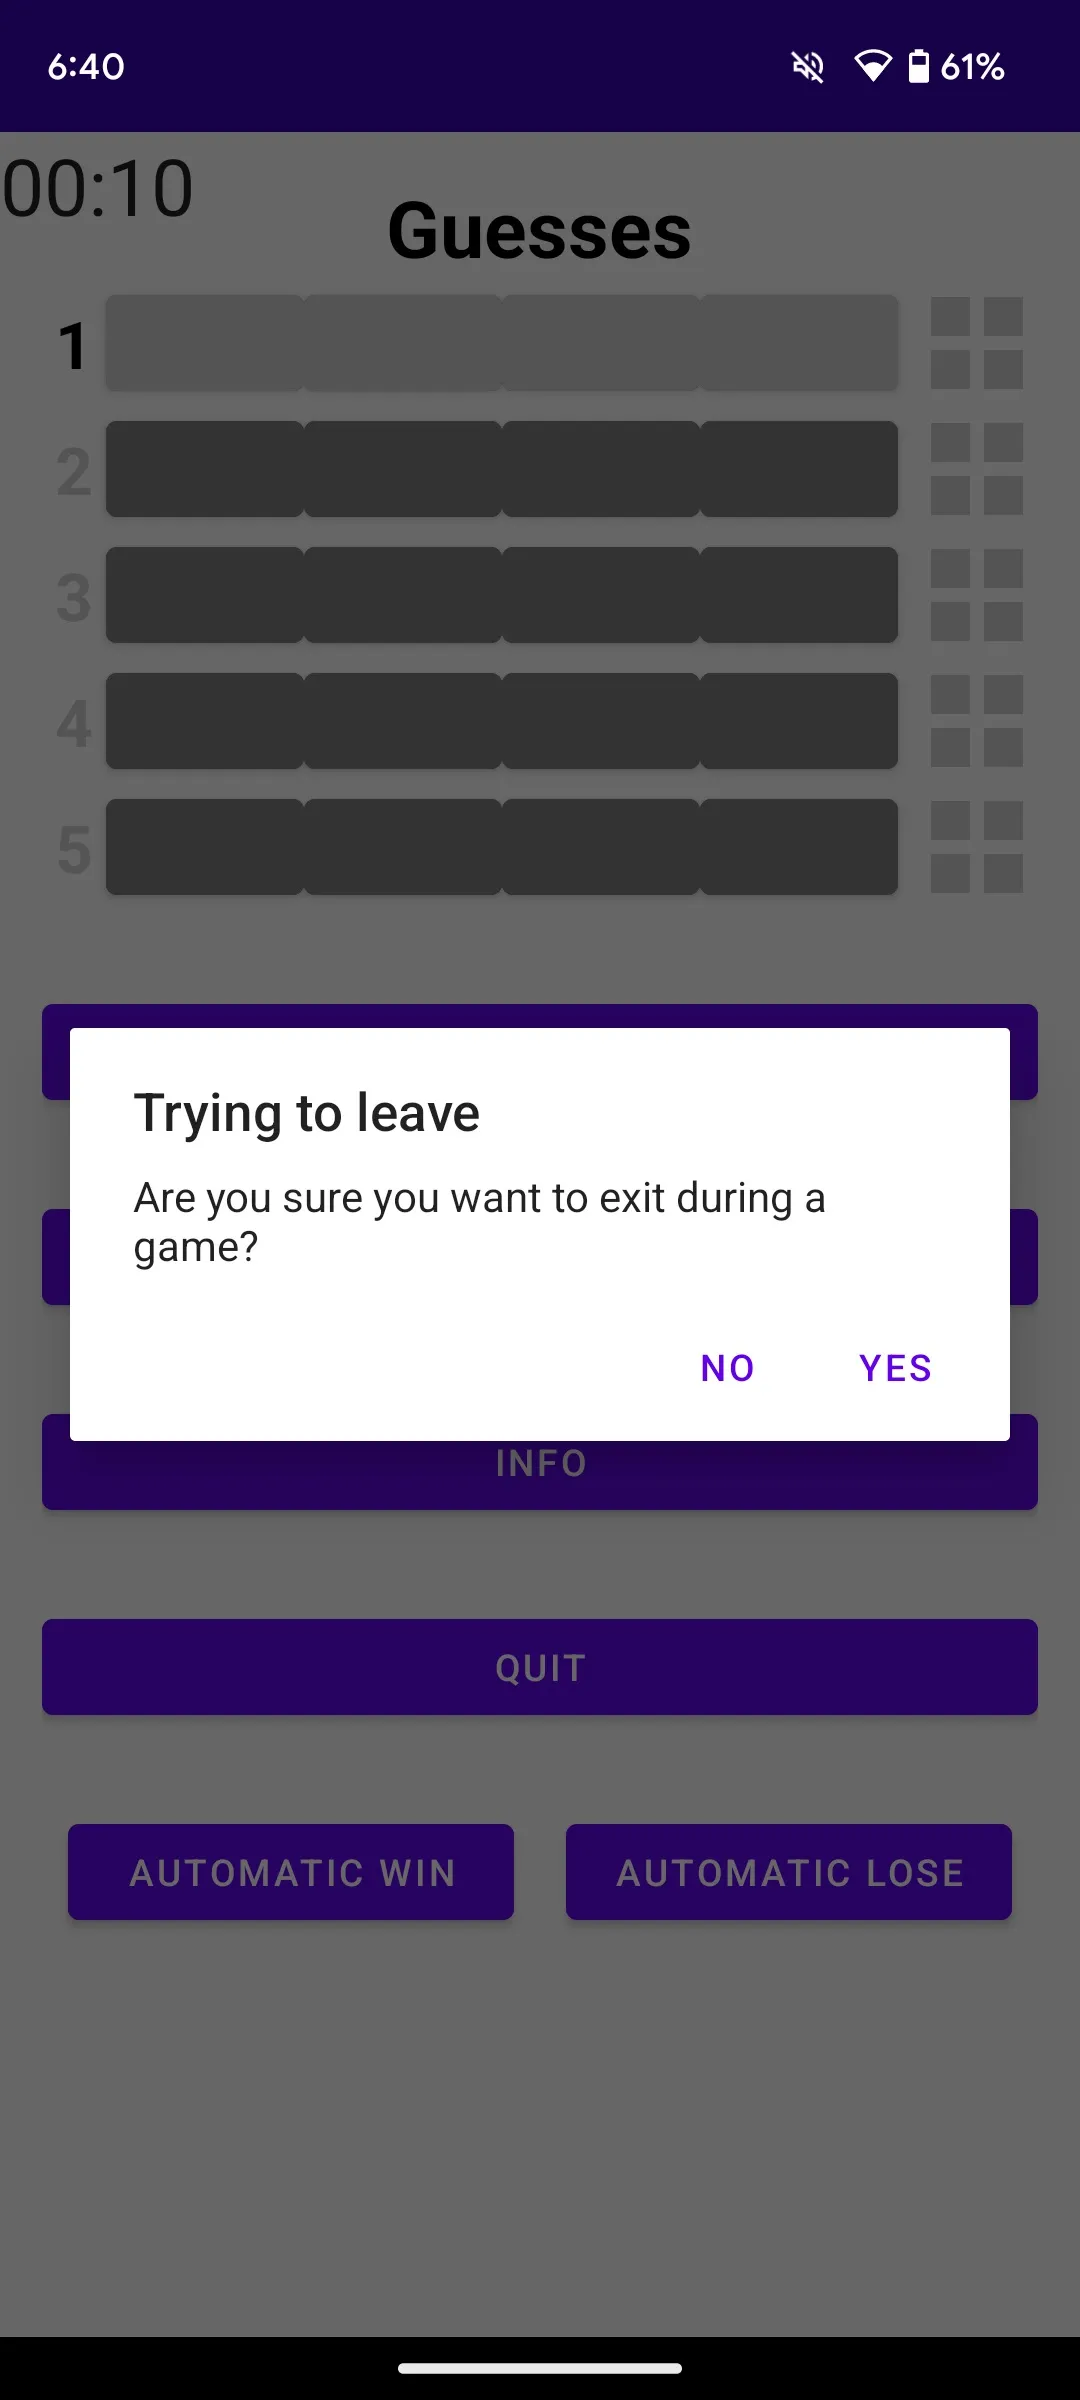 6:40
61%
00:10
Guesses
1
2
3
4
5
Trying to leave
Are you sure you want to exit during a
game?
NO YES
INFO
QUIT
AUTOMATIC WIN AUTOMATIC LOSE